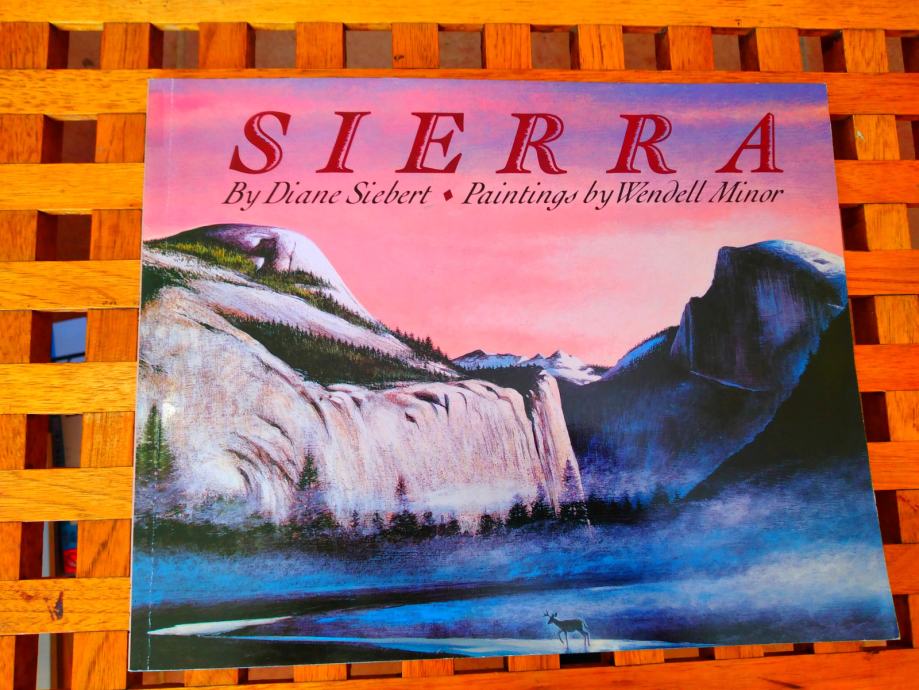 SIERRA
By Diane Siebert ♦ Paintings by Wendell Minor